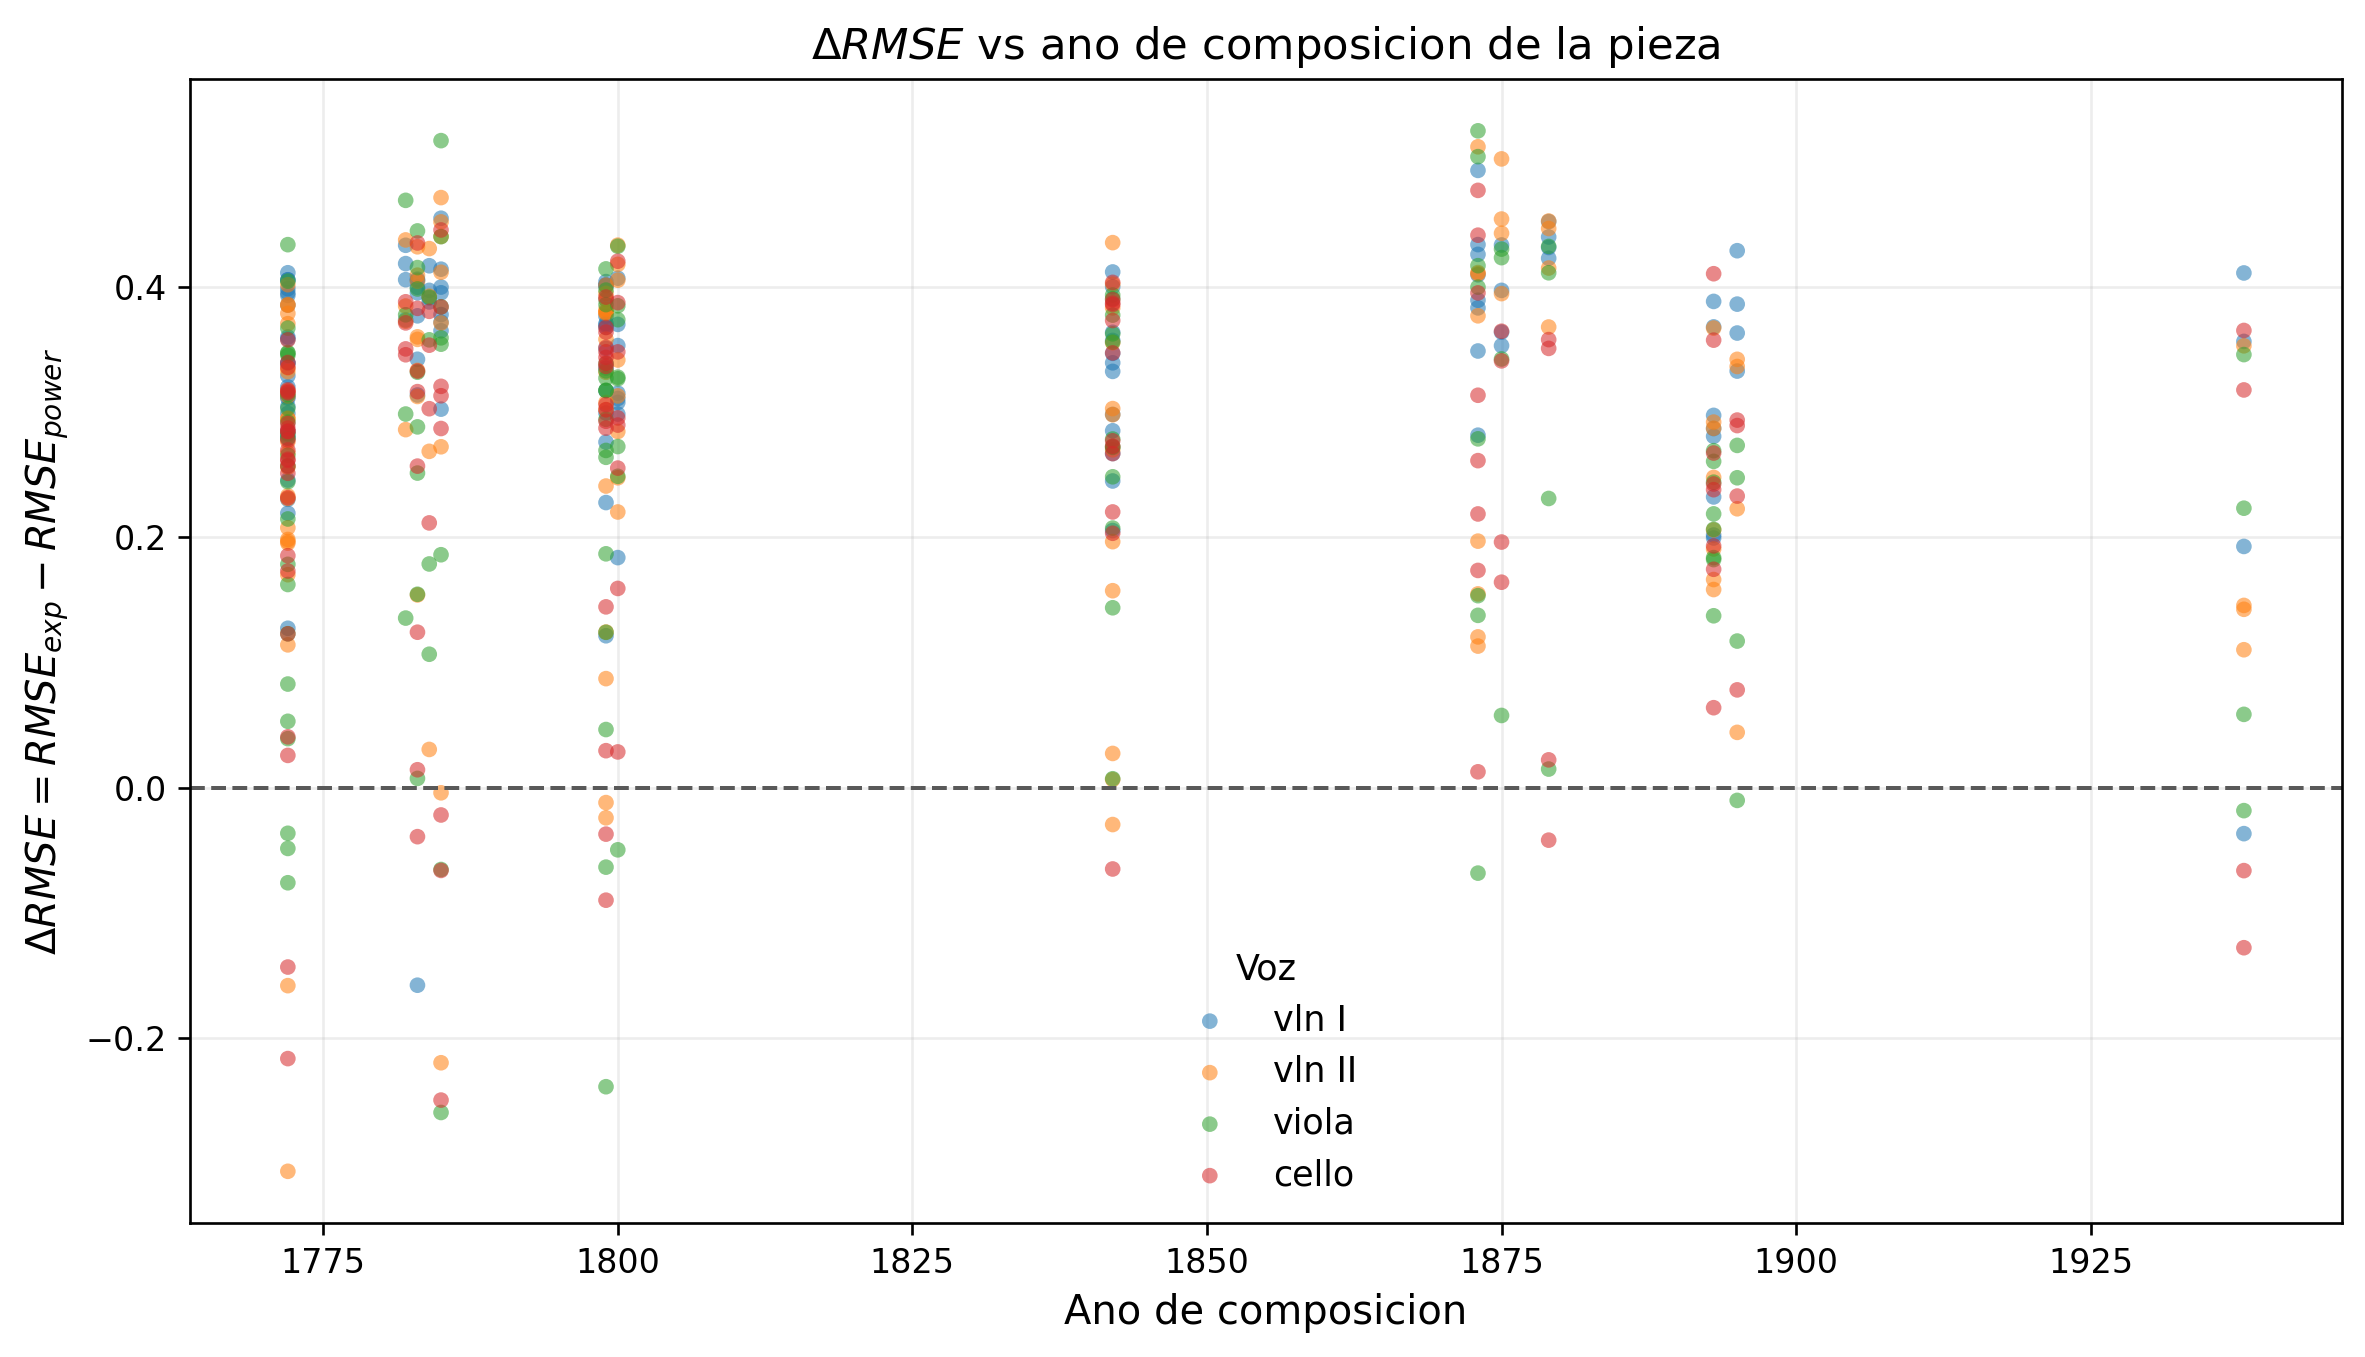 ΔRMSE vs ano de composicion de la pieza
ΔRMSE = RMSE_exp − RMSE_power
0.4
0.2
0.0
−0.2
Voz
vln I
vln II
viola
cello
1775 1800 1825 1850 1875 1900 1925
Ano de composicion